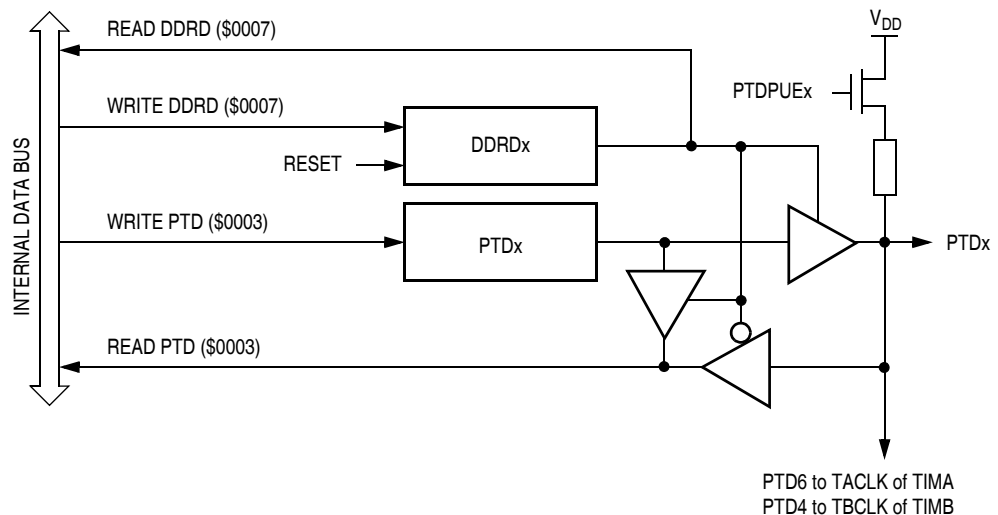 READ DDRD ($0007)
VDD
WRITE DDRD ($0007)
PTDPUEx
DDRDx
RESET
INTERNAL DATA BUS
WRITE PTD ($0003)
PTDx
PTDx
READ PTD ($0003)
PTD6 to TACLK of TIMA
PTD4 to TBCLK of TIMB